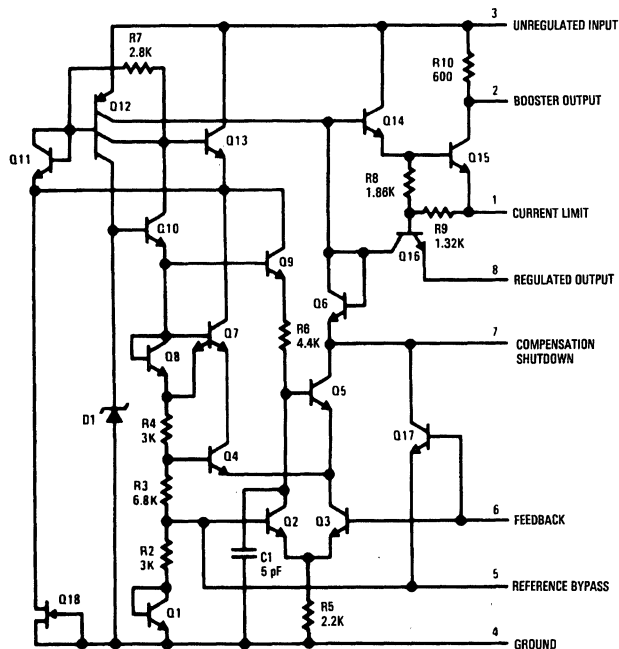 3 UNREGULATED INPUT
R7
2.8K
R10
600
Q12
2 BOOSTER OUTPUT
Q14
Q11
Q13
Q15
R8
1.86K
1 CURRENT LIMIT
R9
1.32K
Q10
Q16
Q9
8 REGULATED OUTPUT
Q6
R6
4.4K
Q7
Q8
7 COMPENSATION
SHUTDOWN
Q5
R4
3K
D1
Q17
Q4
R3
6.8K
6 FEEDBACK
Q2
Q3
R2
3K
C1
5 pF
5 REFERENCE BYPASS
Q18
Q1
R5
2.2K
4 GROUND